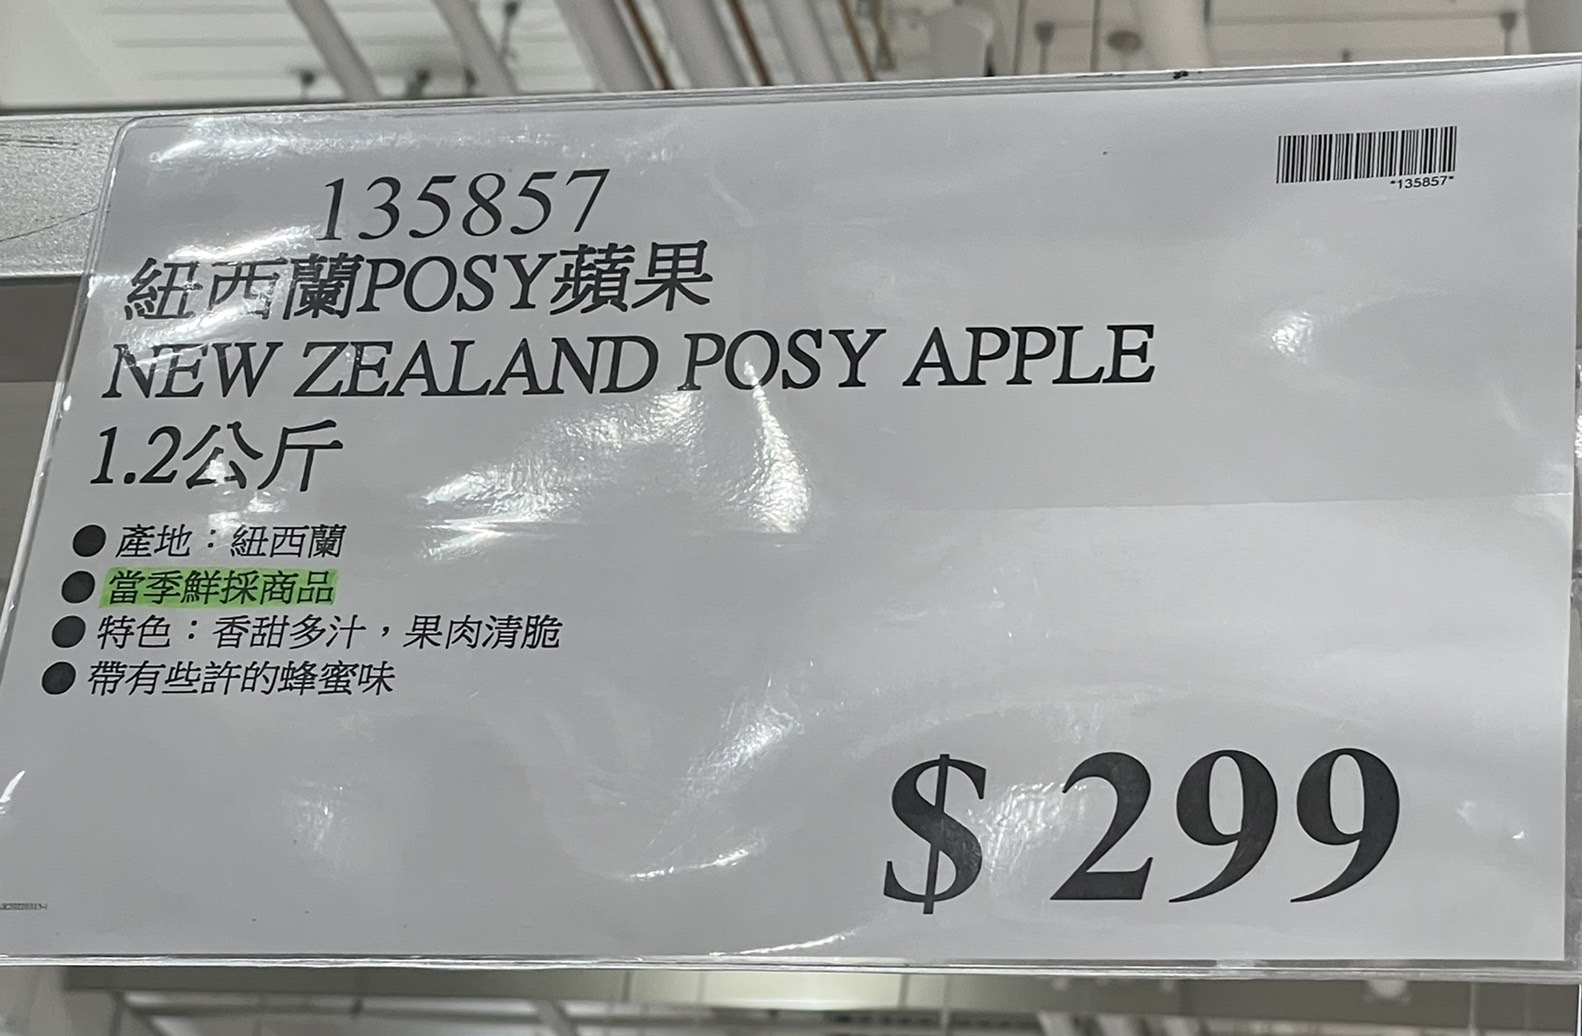 *135857*
135857
紐西蘭POSY蘋果
NEW ZEALAND POSY APPLE
1.2公斤
● 產地：紐西蘭
● 當季鮮採商品
● 特色：香甜多汁，果肉清脆
● 帶有些許的蜂蜜味
$ 299